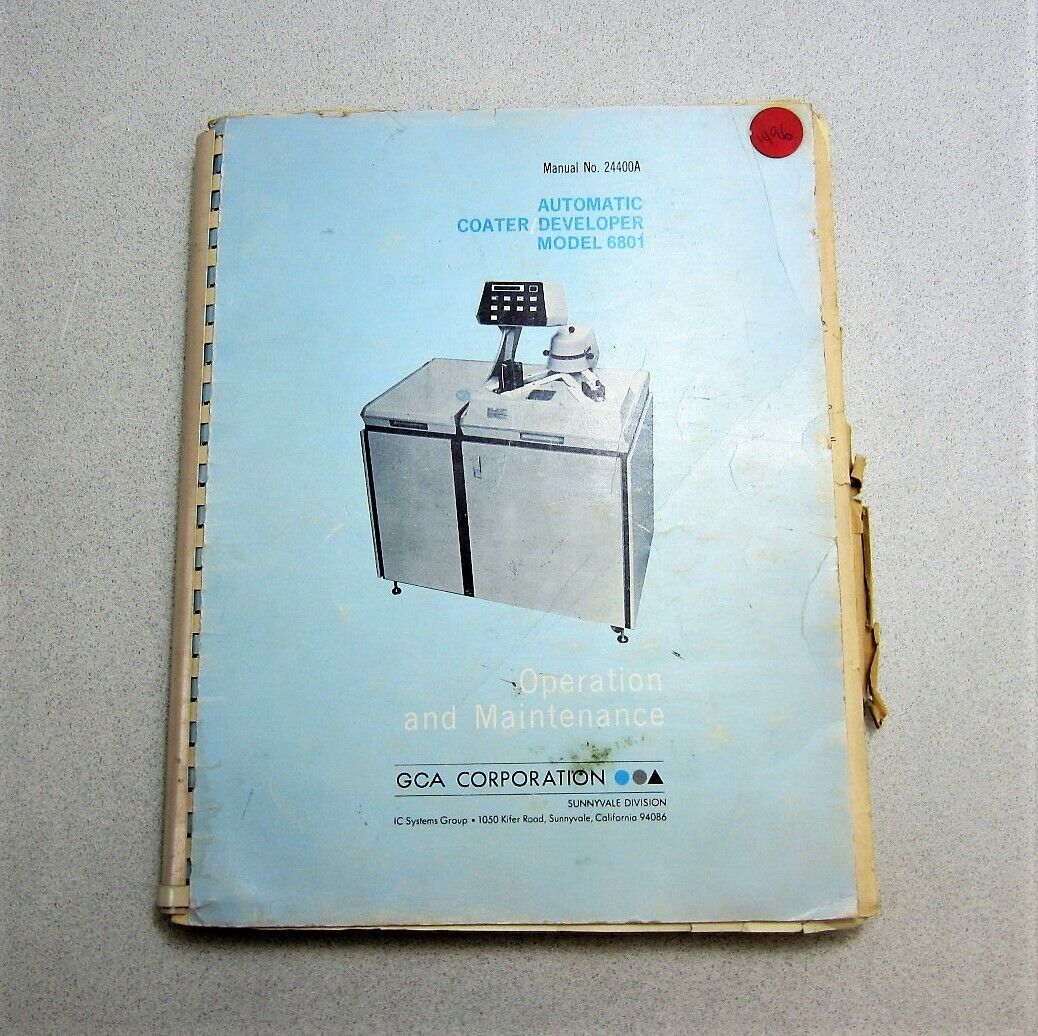 Manual No. 24400A
AUTOMATIC
COATER/DEVELOPER
MODEL 6801
Operation
and Maintenance
GCA CORPORATION
SUNNYVALE DIVISION
IC Systems Group • 1050 Kifer Road, Sunnyvale, California 94086